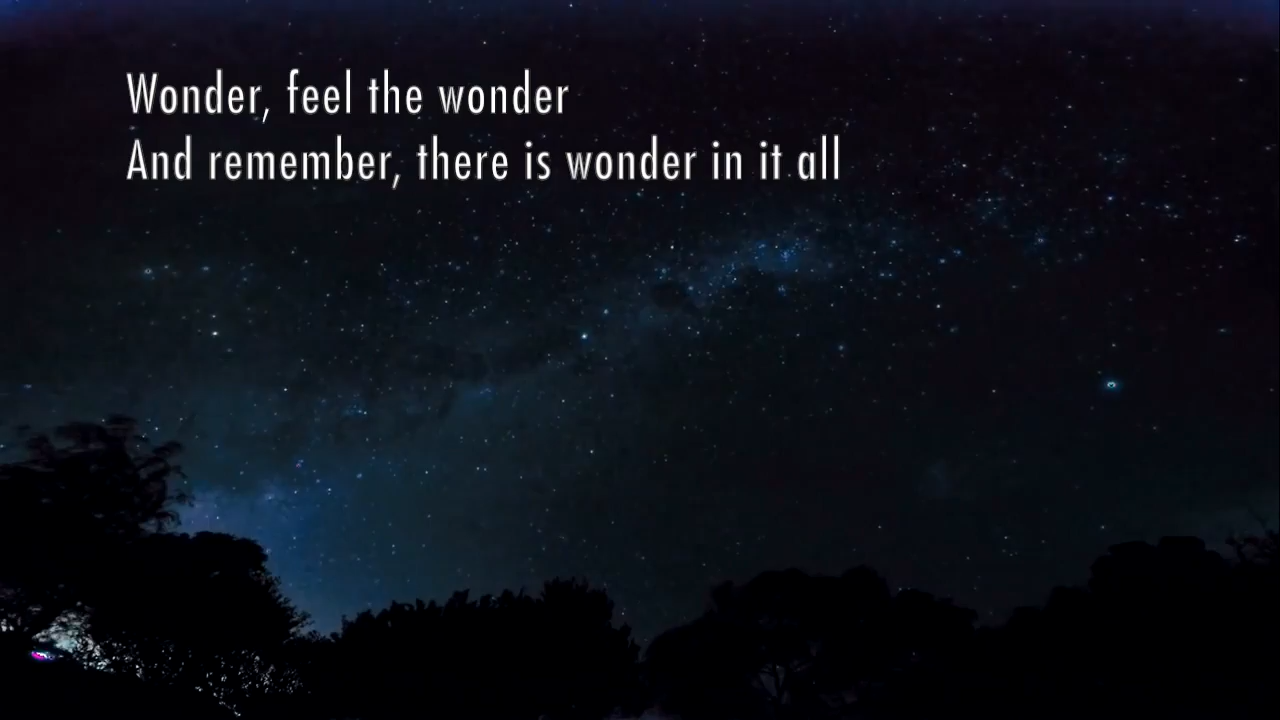 Wonder, feel the wonder
And remember, there is wonder in it all